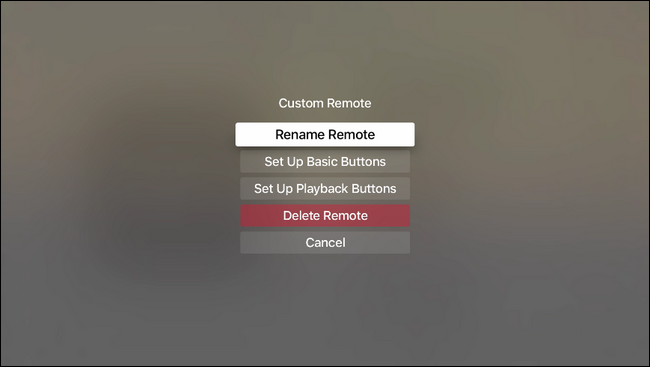 Custom Remote
Rename Remote
Set Up Basic Buttons
Set Up Playback Buttons
Delete Remote
Cancel